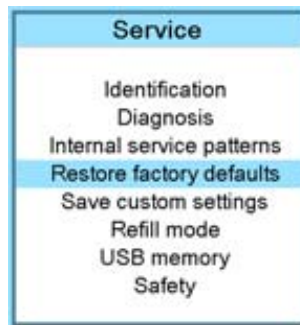 Service
Identification
Diagnosis
Internal service patterns
Restore factory defaults
Save custom settings
Refill mode
USB memory
Safety